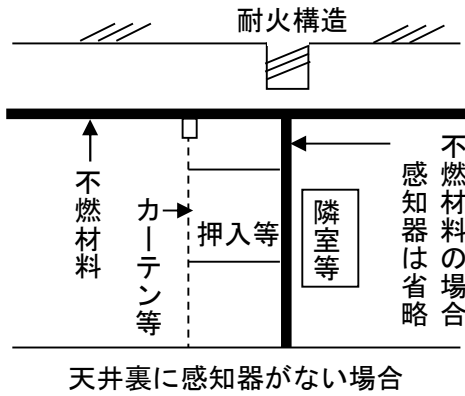 耐火構造
不燃材料
カーテン等
押入等
隣室等
不燃材料の場合
感知器は省略
天井裏に感知器がない場合